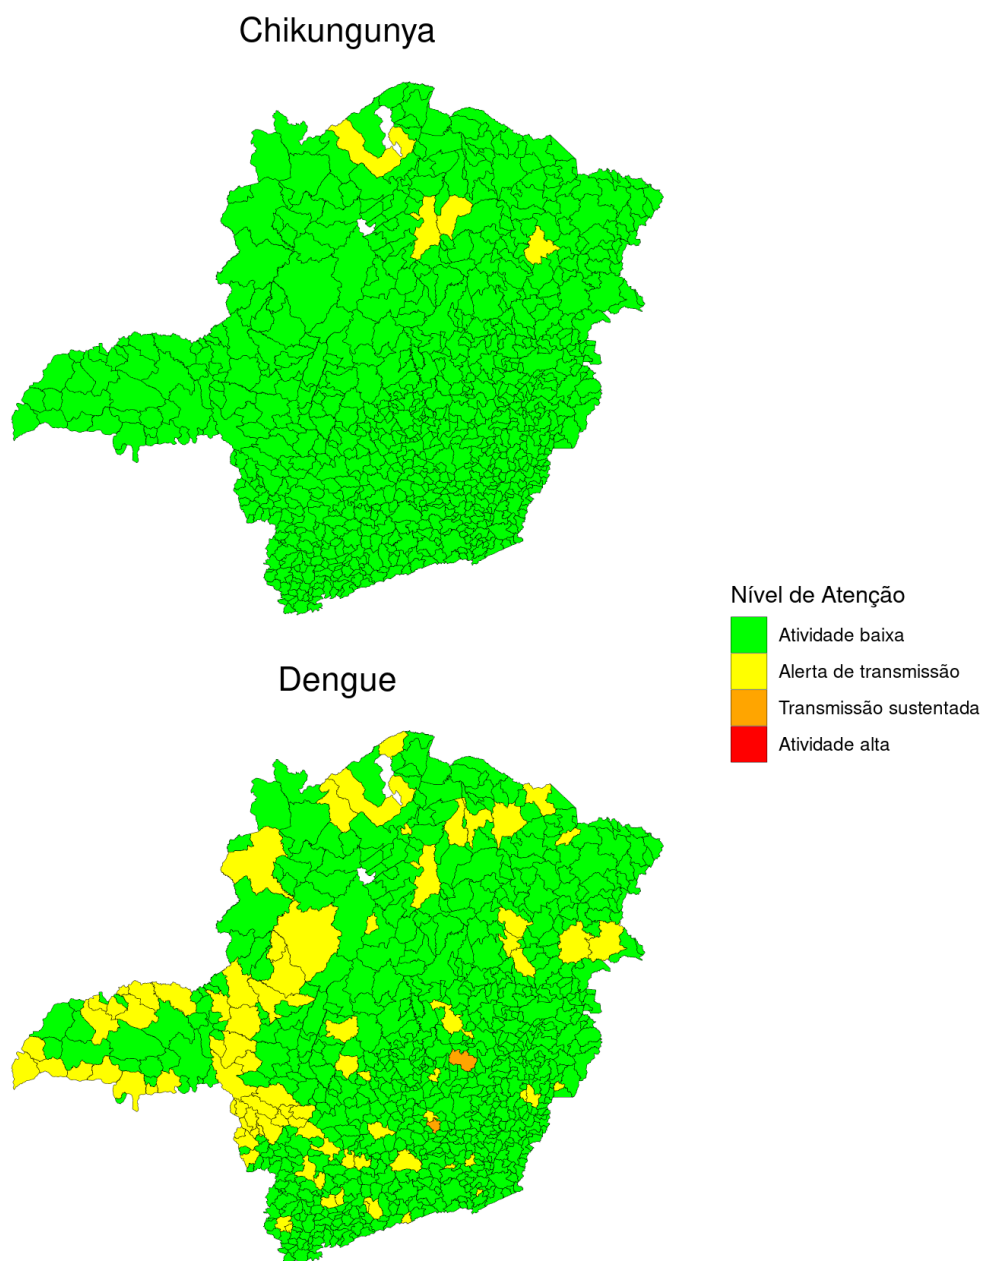 Chikungunya
Nível de Atenção
Atividade baixa
Alerta de transmissão
Transmissão sustentada
Atividade alta
Dengue